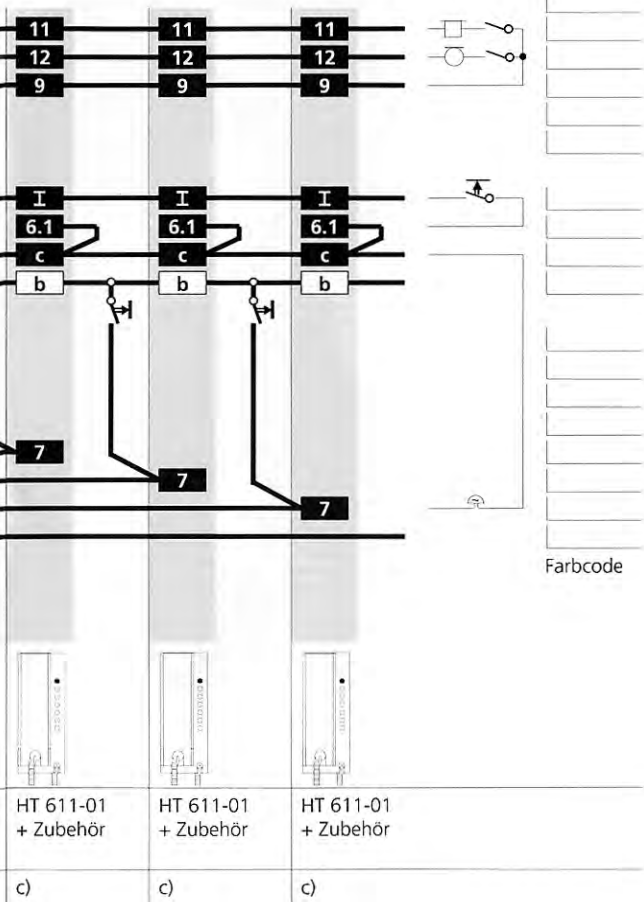 11 11 11
12 12 12
9 9 9
I I I
6.1 6.1 6.1
c c c
b b b
7
7
7
Farbcode
HT 611-01 HT 611-01 HT 611-01
+ Zubehör + Zubehör + Zubehör
c) c) c)